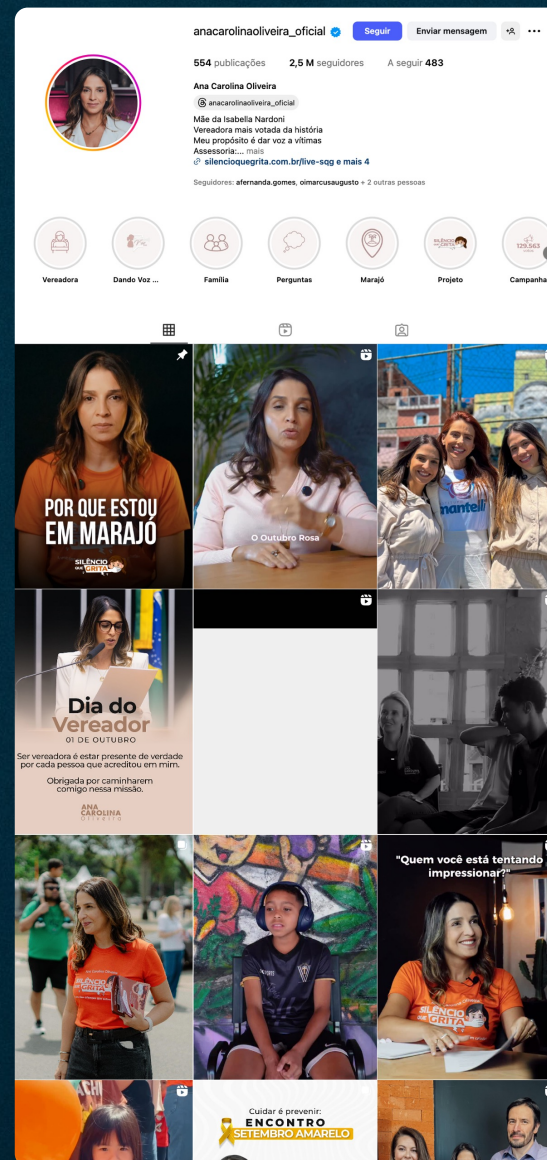 anacarolinaoliveira_oficial
Seguir
Enviar mensagem
554 publicações 2,5 M seguidores A seguir 483
Ana Carolina Oliveira
anacarolinaoliveira_oficial
Mãe da Isabella Nardoni
Vereadora mais votada da história
Meu propósito é dar voz a vítimas
Assessoria:... mais
silencioquegrita.com.br/live-sqg e mais 4
Seguidores: afernanda.gomes, oimarcusaugusto + 2 outras pessoas
SILÊNCIO
GRITA
129.563
Vereadora Dando Voz ... Família Perguntas Marajó Projeto Campanha
POR QUE ESTOU
EM MARAJÓ
SILÊNCIO
QUE GRITA
O Outubro Rosa
mantelli
Dia do
Vereador
01 DE OUTUBRO
Ser vereadora é estar presente de verdade
por cada pessoa que acreditou em mim.
Obrigada por caminharem
comigo nessa missão.
ANA
CAROLINA
Oliveira
SILÊNCIO
QUE GRITA
"Quem você está tentando
impressionar?"
SILÊNCIO
QUE GRITA
Cuidar é prevenir:
ENCONTRO
SETEMBRO AMARELO